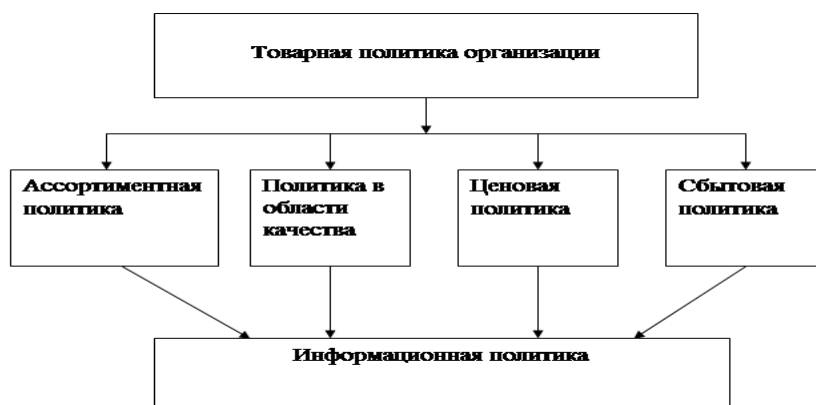 Товарная политика организации
Ассортиментная
политика
Политика в
области
качества
Ценовая
политика
Сбытовая
политика
Информационная политика